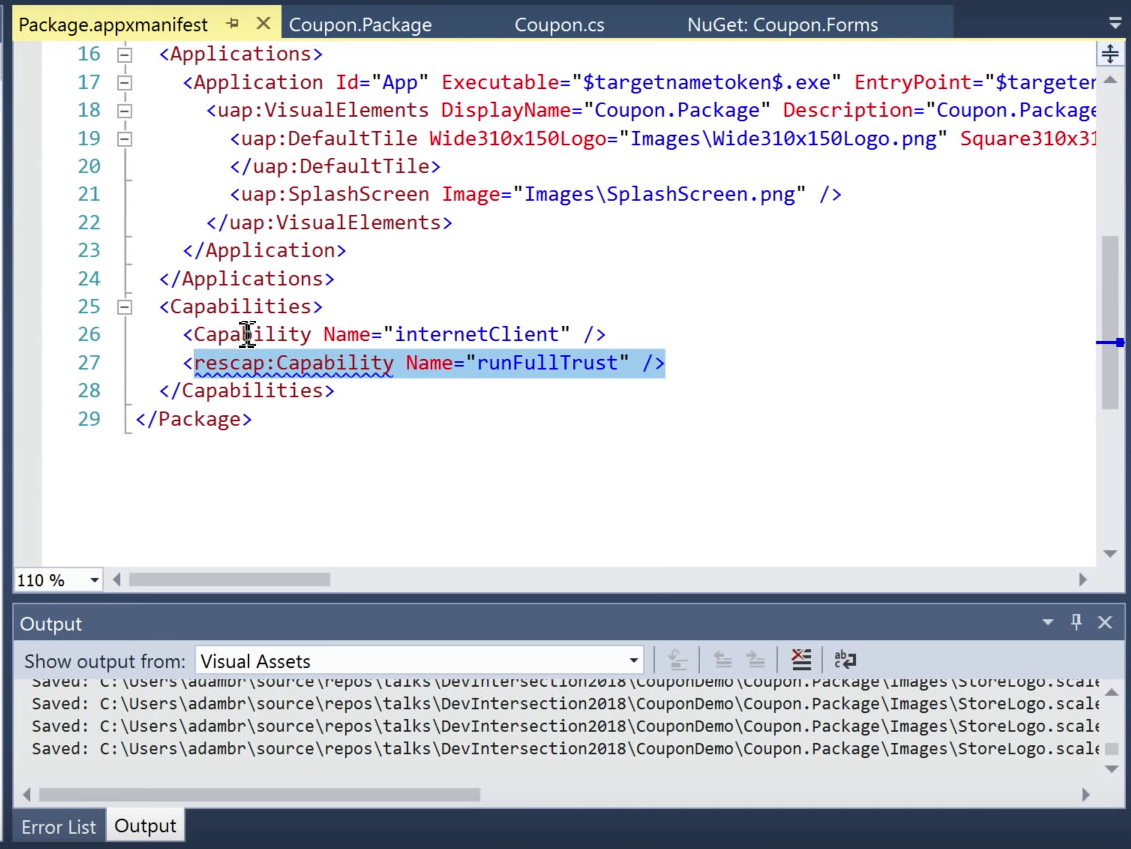 Package.appxmanifest Coupon.Package Coupon.cs NuGet: Coupon.Forms
16 <Applications>
17 <Application Id="App" Executable="$targetnametoken$.exe" EntryPoint="$targeten
18 <uap:VisualElements DisplayName="Coupon.Package" Description="Coupon.Package
19 <uap:DefaultTile Wide310x150Logo="Images\Wide310x150Logo.png" Square310x31
20 </uap:DefaultTile>
21 <uap:SplashScreen Image="Images\SplashScreen.png" />
22 </uap:VisualElements>
23 </Application>
24 </Applications>
25 <Capabilities>
26 <Capability Name="internetClient" />
27 <rescap:Capability Name="runFullTrust" />
28 </Capabilities>
29 </Package>
110 %
Output
Show output from: Visual Assets
Saved: C:\Users\adambr\source\repos\talks\DevIntersection2018\CouponDemo\Coupon.Package\Images\StoreLogo.scale
Saved: C:\Users\adambr\source\repos\talks\DevIntersection2018\CouponDemo\Coupon.Package\Images\StoreLogo.scale
Saved: C:\Users\adambr\source\repos\talks\DevIntersection2018\CouponDemo\Coupon.Package\Images\StoreLogo.scale
Saved: C:\Users\adambr\source\repos\talks\DevIntersection2018\CouponDemo\Coupon.Package\Images\StoreLogo.scale
Error List Output